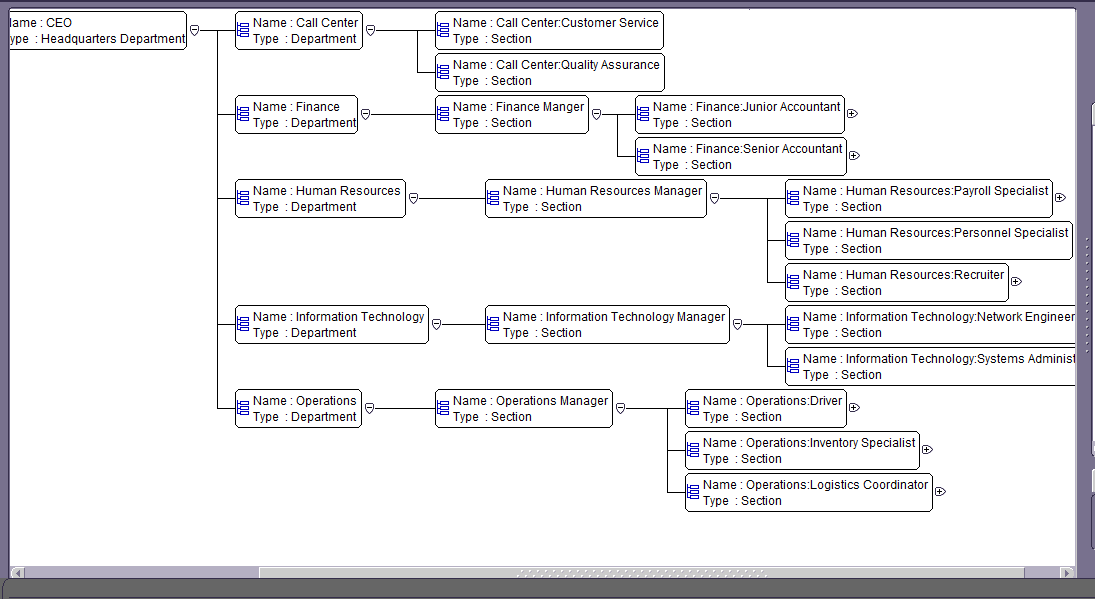 ame : CEO
ype : Headquarters Department
Name : Call Center
Type : Department
Name : Call Center:Customer Service
Type : Section
Name : Call Center:Quality Assurance
Type : Section
Name : Finance
Type : Department
Name : Finance Manger
Type : Section
Name : Finance:Junior Accountant
Type : Section
Name : Finance:Senior Accountant
Type : Section
Name : Human Resources
Type : Department
Name : Human Resources Manager
Type : Section
Name : Human Resources:Payroll Specialist
Type : Section
Name : Human Resources:Personnel Specialist
Type : Section
Name : Human Resources:Recruiter
Type : Section
Name : Information Technology
Type : Department
Name : Information Technology Manager
Type : Section
Name : Information Technology:Network Engineer
Type : Section
Name : Information Technology:Systems Administ
Type : Section
Name : Operations
Type : Department
Name : Operations Manager
Type : Section
Name : Operations:Driver
Type : Section
Name : Operations:Inventory Specialist
Type : Section
Name : Operations:Logistics Coordinator
Type : Section